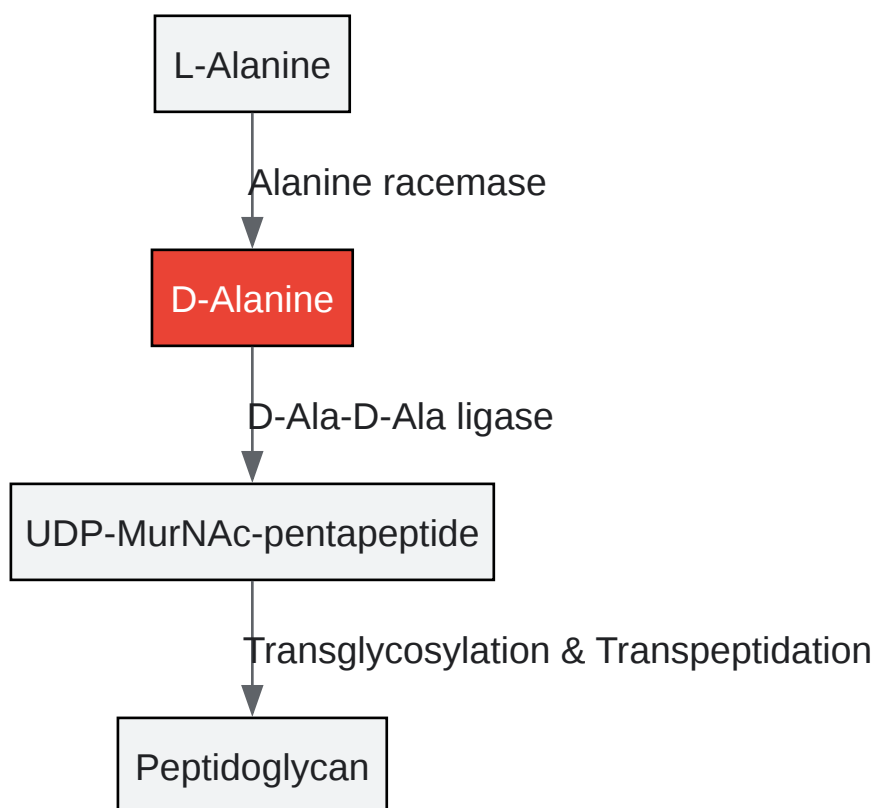 L-Alanine
Alanine racemase
D-Alanine
D-Ala-D-Ala ligase
UDP-MurNAc-pentapeptide
Transglycosylation & Transpeptidation
Peptidoglycan